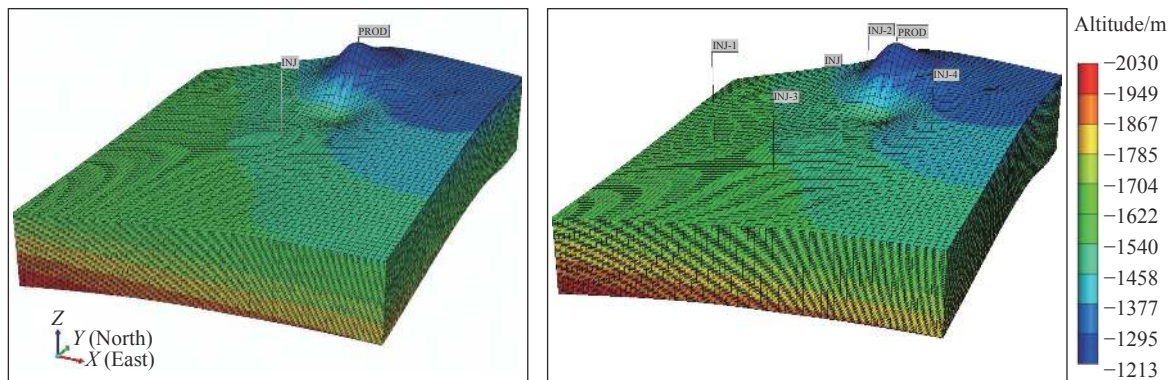 PROD
INJ
Z
Y (North)
X (East)
INJ-2
PROD
INJ-1
INJ
INJ-4
INJ-3
Altitude/m
−2030
−1949
−1867
−1785
−1704
−1622
−1540
−1458
−1377
−1295
−1213